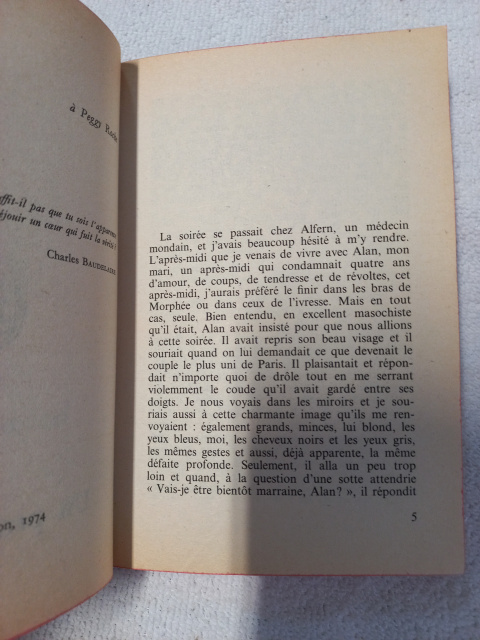 à Peggy
ffit-il pas que tu sois l'apparence
éjouir un cœur qui fuit la vérité ?
Charles BAUDELAIRE
on, 1974
La soirée se passait chez Alfern, un médecin
mondain, et j'avais beaucoup hésité à m'y rendre.
L'après-midi que je venais de vivre avec Alan, mon
mari, un après-midi qui condamnait quatre ans
d'amour, de coups, de tendresse et de révoltes, cet
après-midi, j'aurais préféré le finir dans les bras de
Morphée ou dans ceux de l'ivresse. Mais en tout
cas, seule. Bien entendu, en excellent masochiste
qu'il était, Alan avait insisté pour que nous allions
à cette soirée. Il avait repris son beau visage et il
souriait quand on lui demandait ce que devenait le
couple le plus uni de Paris. Il plaisantait et répon-
dait n'importe quoi de drôle tout en me serrant
violemment le coude qu'il avait gardé entre ses
doigts. Je nous voyais dans les miroirs et je sou-
riais aussi à cette charmante image qu'ils me ren-
voyaient : également grands, minces, lui blond, les
yeux bleus, moi, les cheveux noirs et les yeux gris,
les mêmes gestes et aussi, déjà apparente, la même
défaite profonde. Seulement, il alla un peu trop
loin et quand, à la question d'une sotte attendrie
« Vais-je être bientôt marraine, Alan? », il répondit
5